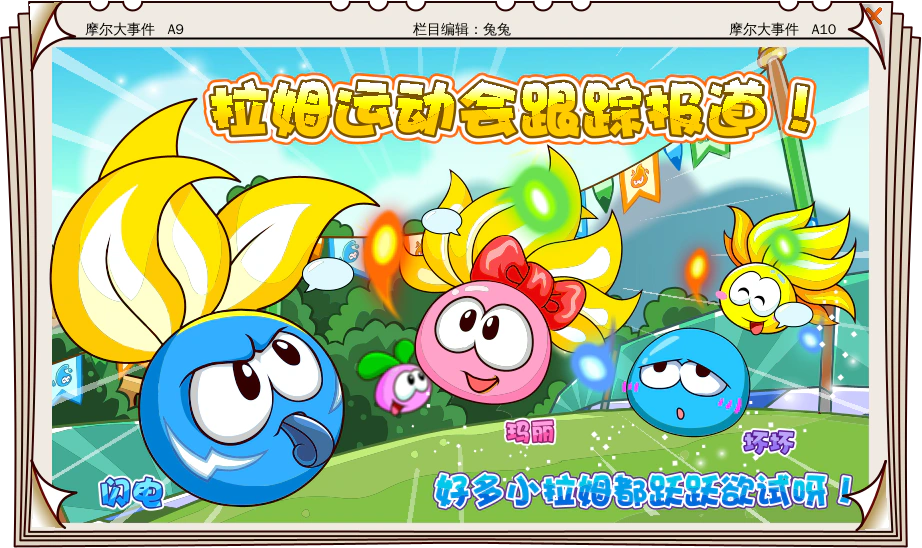 摩尔大事件 A9
栏目编辑：兔兔
摩尔大事件 A10
拉姆运动会跟踪报道！
玛丽
坏坏
闪电
好多小拉姆都跃跃欲试呀！